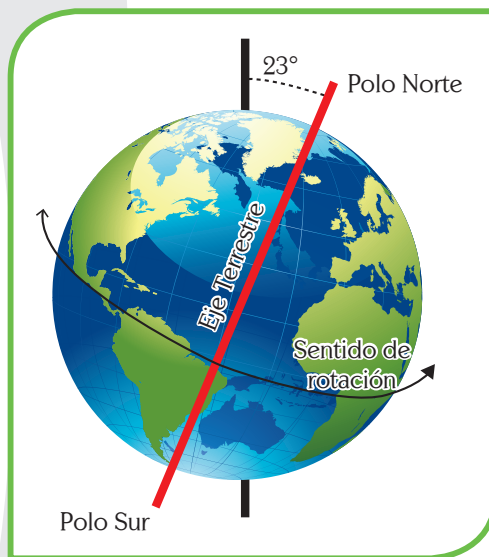 23°
Polo Norte
Eje Terrestre
Sentido de
rotación
Polo Sur